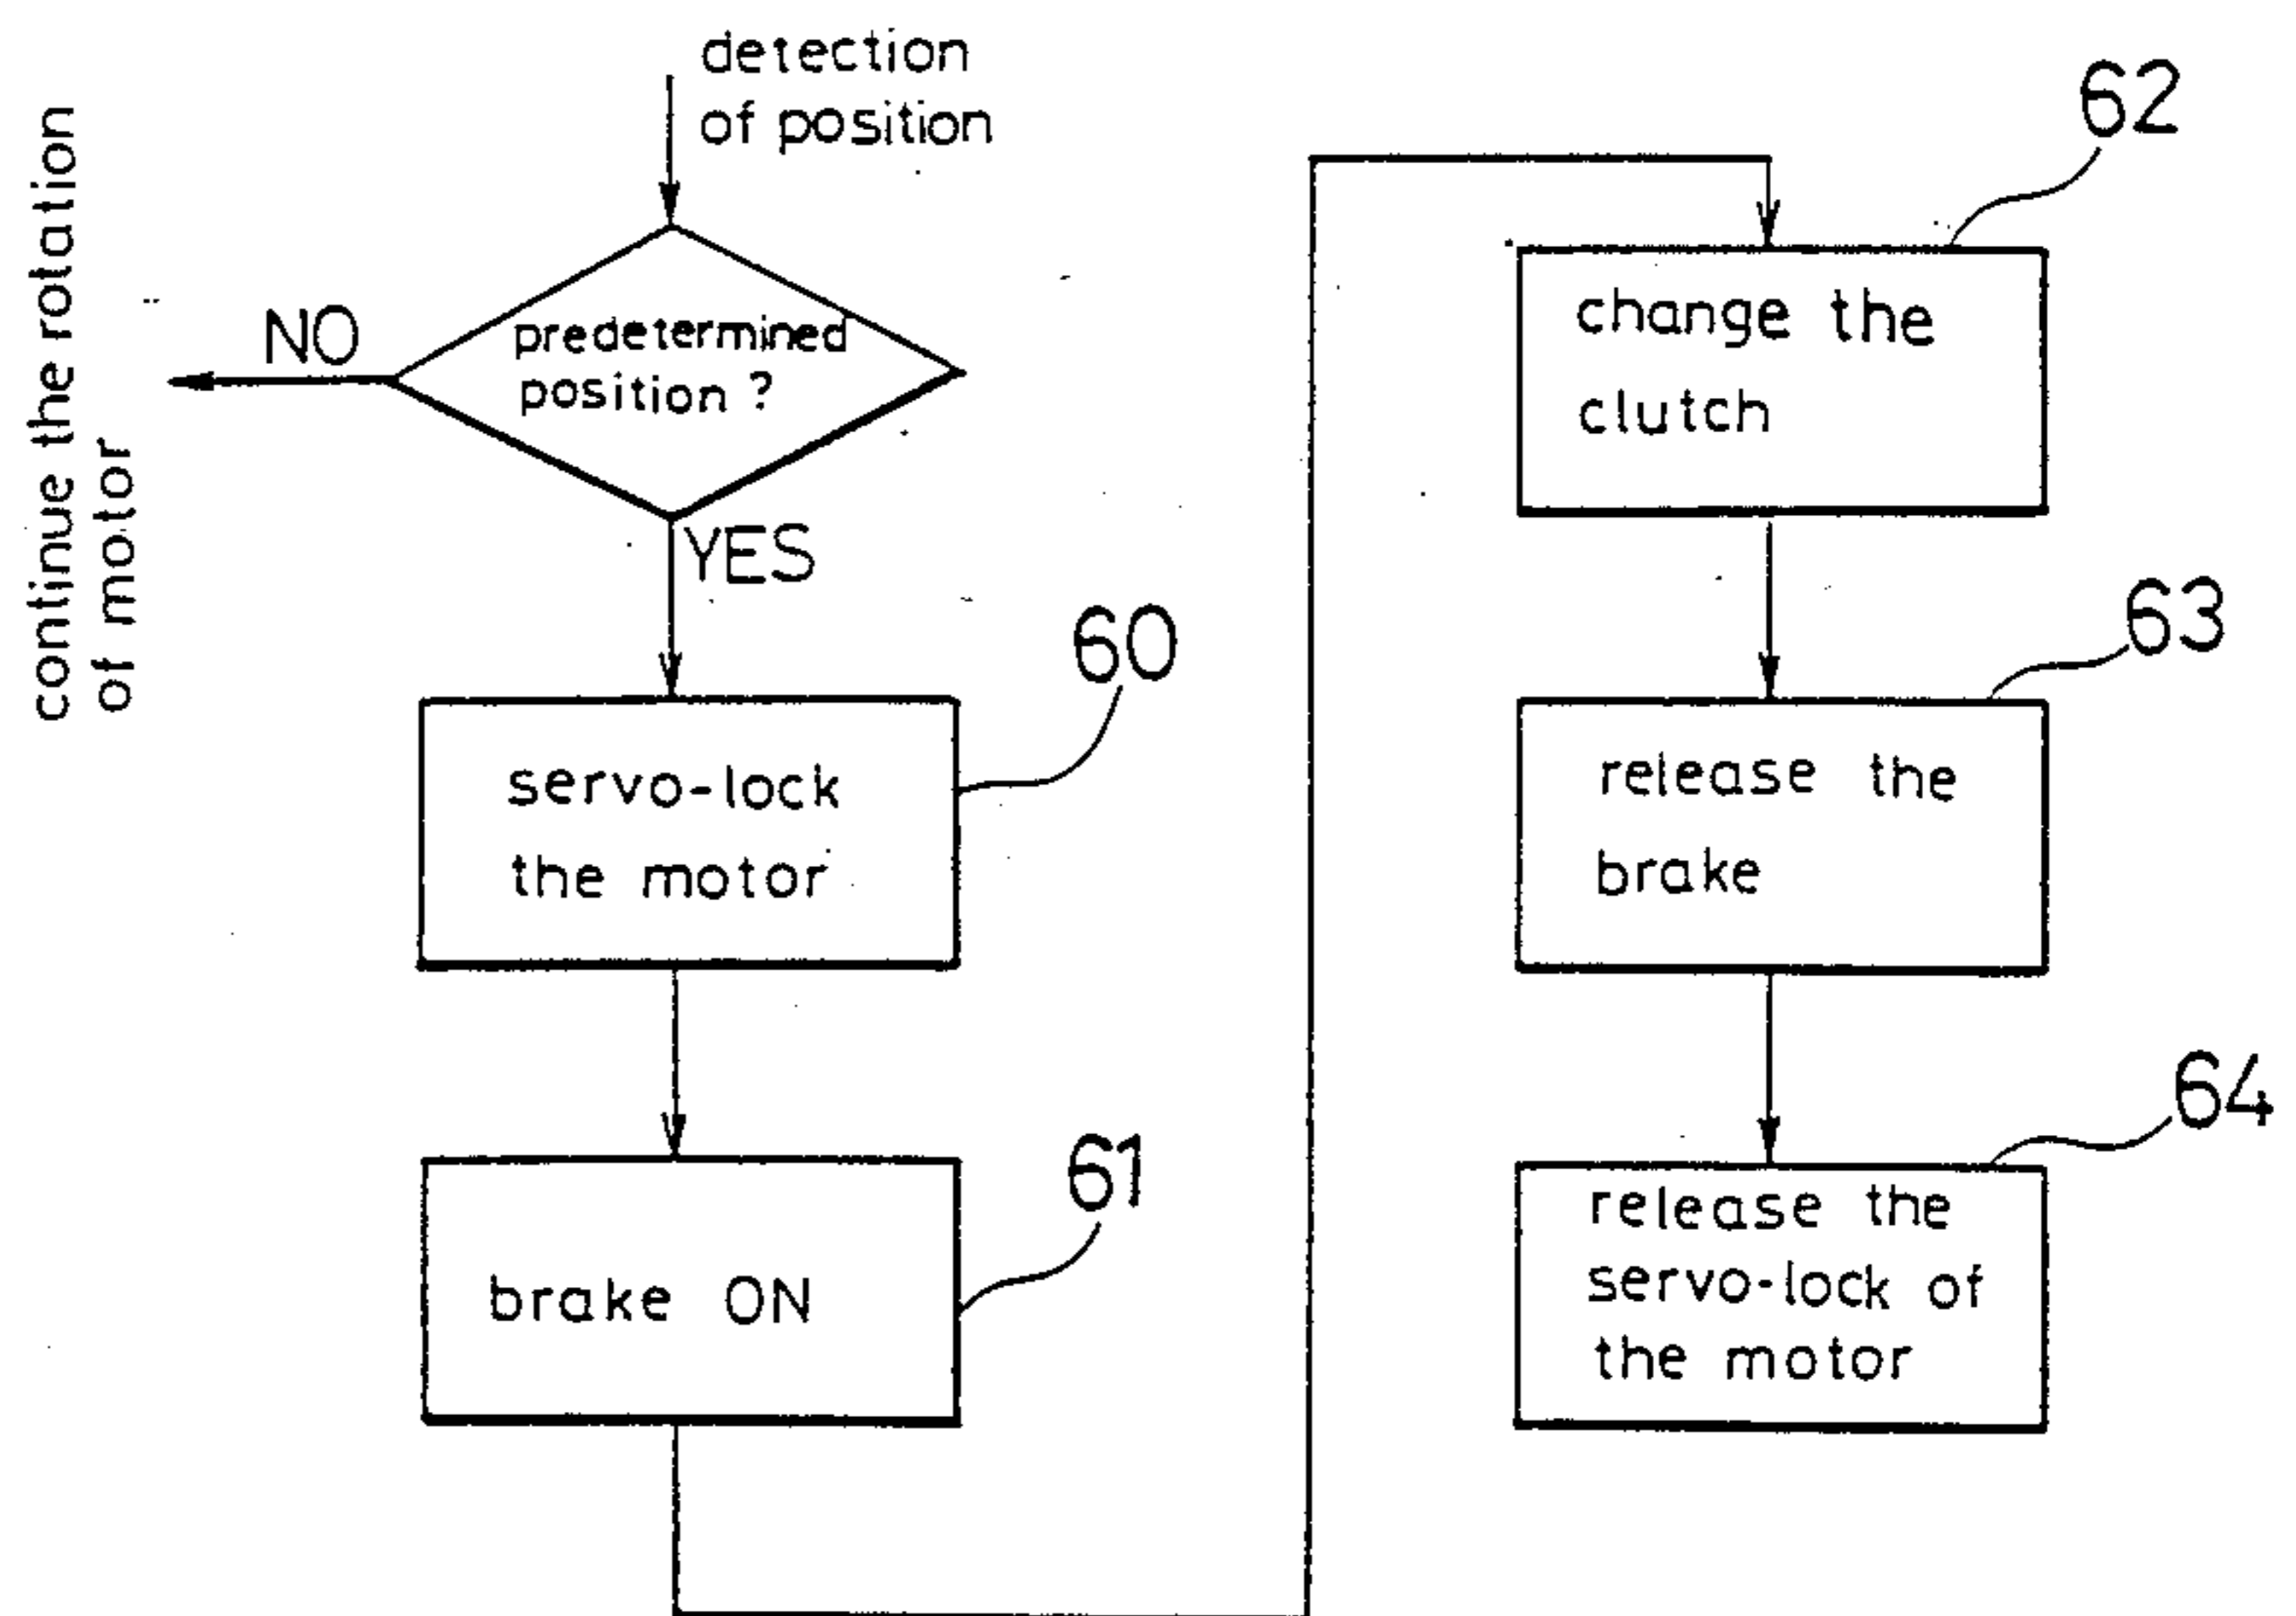 detection
of position
predetermined
position ?
NO
continue the rotation
of motor
YES
60
servo-lock
the motor
61
brake ON
62
change the
clutch
63
release the
brake
64
release the
servo-lock of
the motor